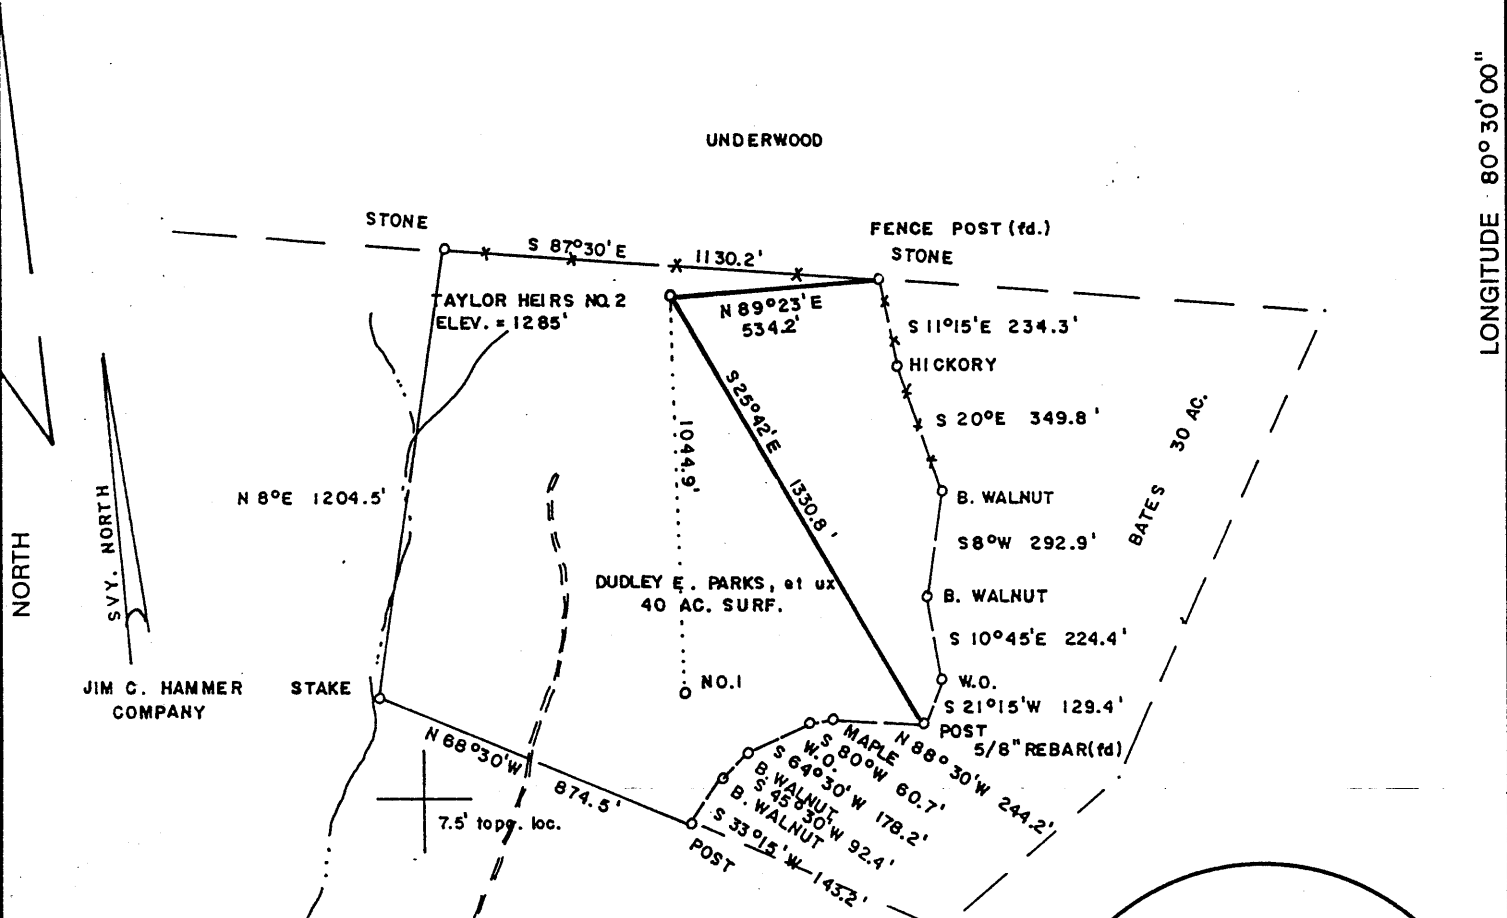 LONGITUDE 80° 30' 00"
UNDERWOOD
STONE
FENCE POST (fd.)
STONE
S 87°30' E
1130.2'
TAYLOR HEIRS NO. 2
ELEV. = 1285'
N 89°23' E
534.2'
S 11°15' E 234.3'
HICKORY
S 20° E 349.8'
S 25°42' E
1330.8'
1044.9'
30 AC.
BATES
N 8° E 1204.5'
B. WALNUT
S 8° W 292.9'
SVY. NORTH
NORTH
DUDLEY E. PARKS, et ux
40 AC. SURF.
B. WALNUT
S 10°45' E 224.4'
JIM C. HAMMER
COMPANY
STAKE
NO. 1
W.O.
S 21°15' W 129.4'
POST
5/8" REBAR (fd)
N 68°30' W
874.5'
7.5' topo. loc.
N 88°30' W 244.2'
MAPLE
S 80° W 60.7'
W.O.
S 64°30' W 178.2'
B. WALNUT
S 45°30' W 92.4'
B. WALNUT
S 33°15' W 143.2'
POST